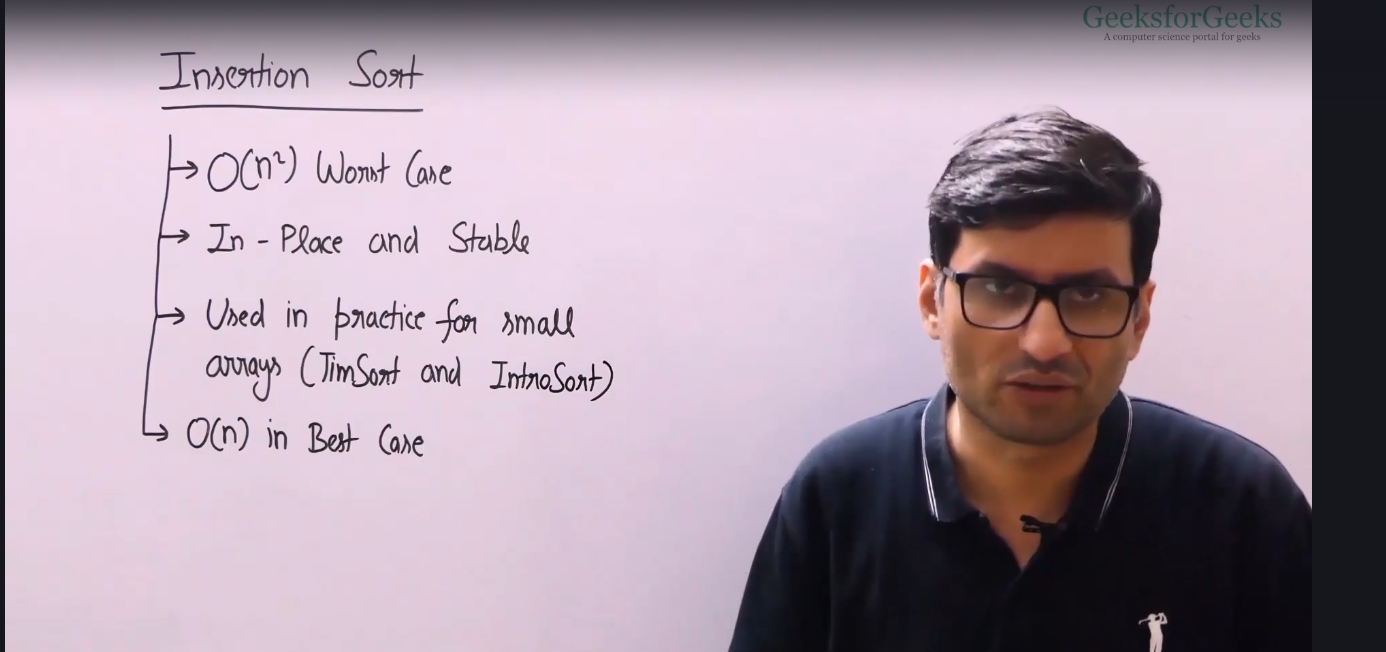 GeeksforGeeks
A computer science portal for geeks
Insertion Sort
O(n²) Worst Case
In - Place and Stable
Used in practice for small
arrays (TimSort and IntroSort)
O(n) in Best Case